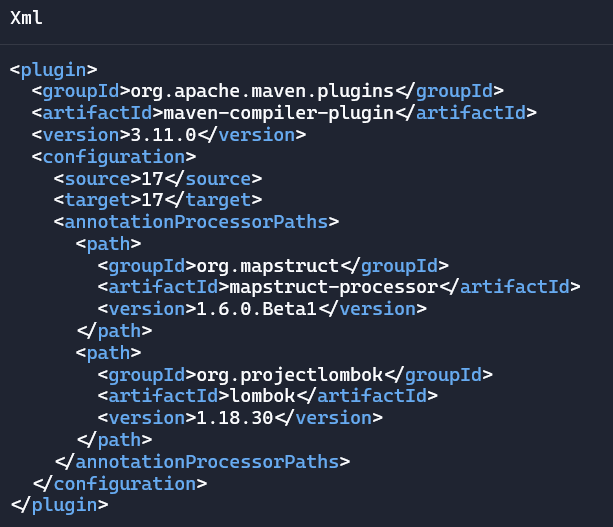 Xml
<plugin>
  <groupId>org.apache.maven.plugins</groupId>
  <artifactId>maven-compiler-plugin</artifactId>
  <version>3.11.0</version>
  <configuration>
    <source>17</source>
    <target>17</target>
    <annotationProcessorPaths>
      <path>
        <groupId>org.mapstruct</groupId>
        <artifactId>mapstruct-processor</artifactId>
        <version>1.6.0.Beta1</version>
      </path>
      <path>
        <groupId>org.projectlombok</groupId>
        <artifactId>lombok</artifactId>
        <version>1.18.30</version>
      </path>
    </annotationProcessorPaths>
  </configuration>
</plugin>